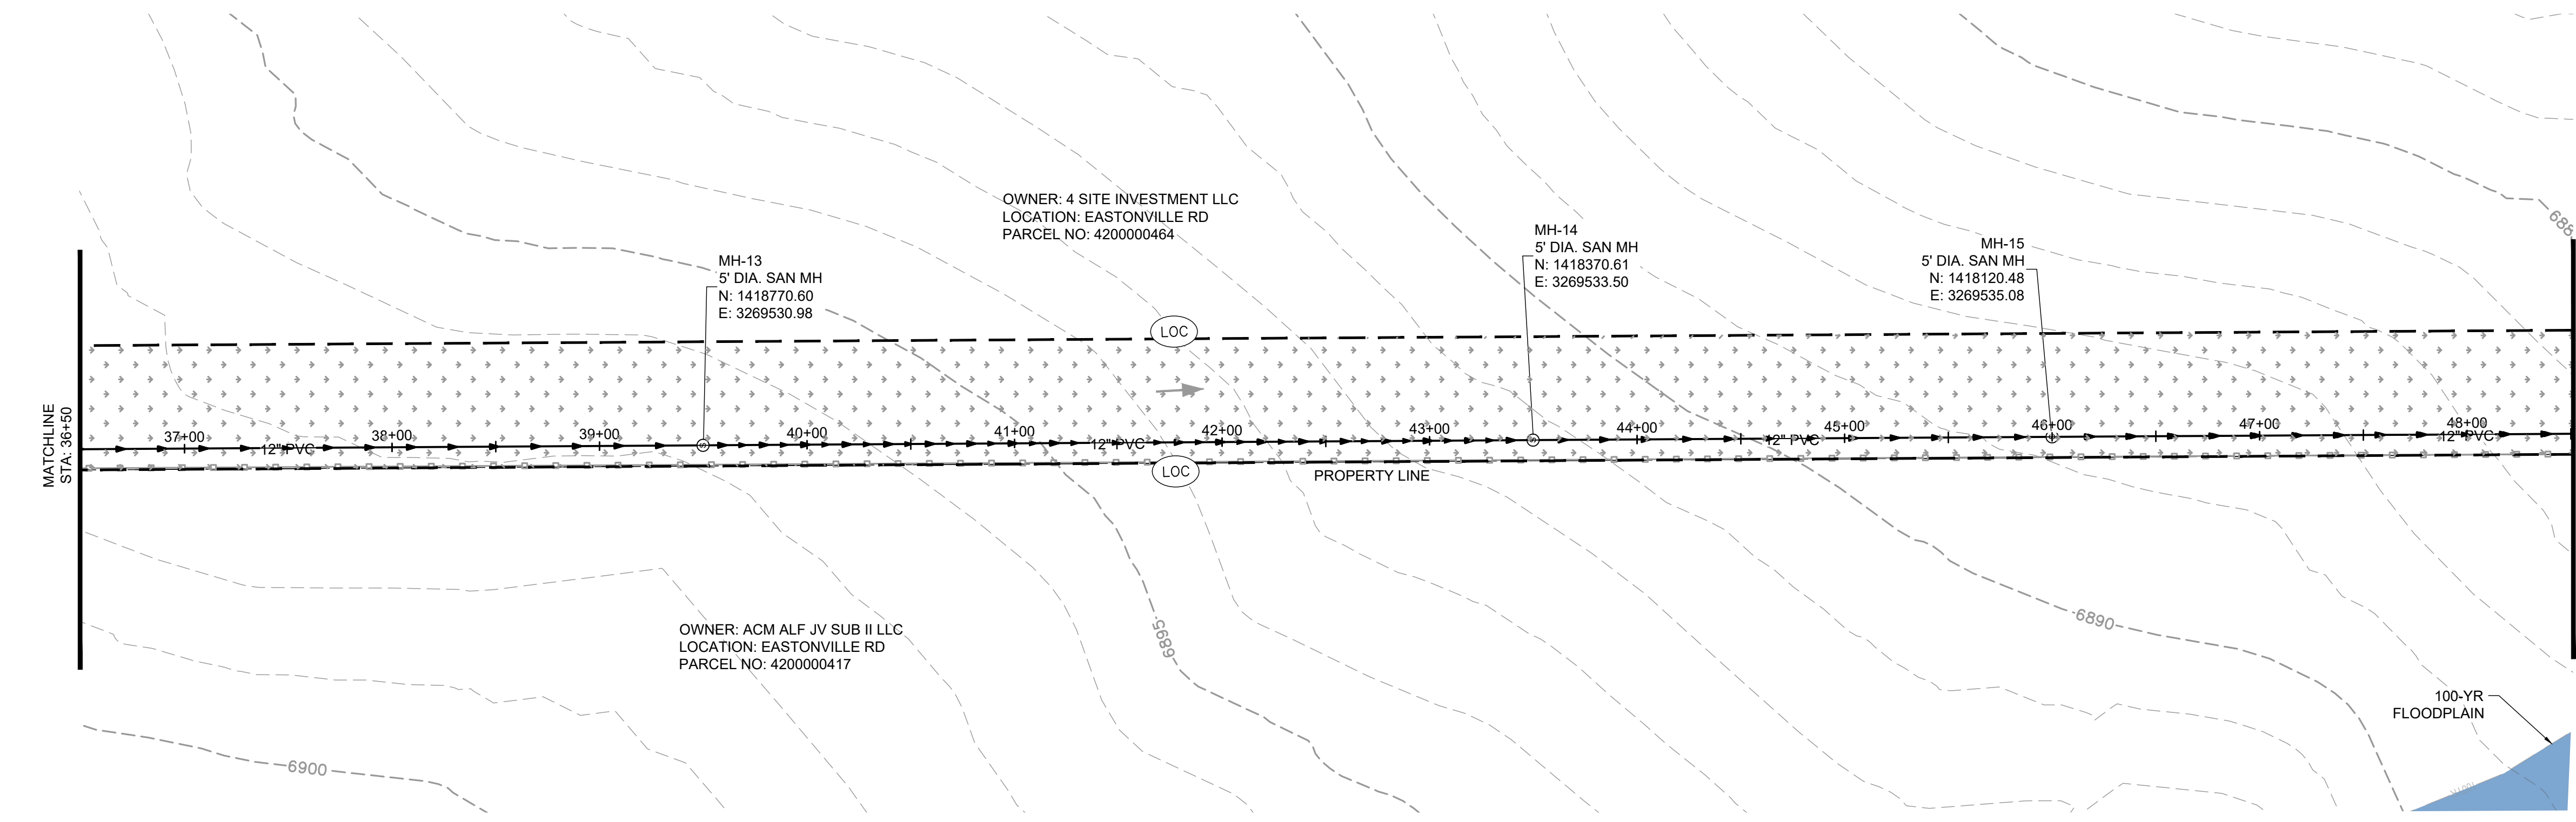 OWNER: 4 SITE INVESTMENT LLC
LOCATION: EASTONVILLE RD
PARCEL NO: 4200000464
MH-13
5' DIA. SAN MH
N: 1418770.60
E: 3269530.98
MH-14
5' DIA. SAN MH
N: 1418370.61
E: 3269533.50
MH-15
5' DIA. SAN MH
N: 1418120.48
E: 3269535.08
LOC
MATCHLINE
STA: 36+50
37+00
12" PVC
38+00
39+00
S
40+00
41+00
12" PVC
42+00
43+00
S
44+00
12" PVC
45+00
46+00
47+00
48+00
12" PVC
LOC
PROPERTY LINE
OWNER: ACM ALF JV SUB II LLC
LOCATION: EASTONVILLE RD
PARCEL NO: 4200000417
6895
6890
6900
100-YR
FLOODPLAIN